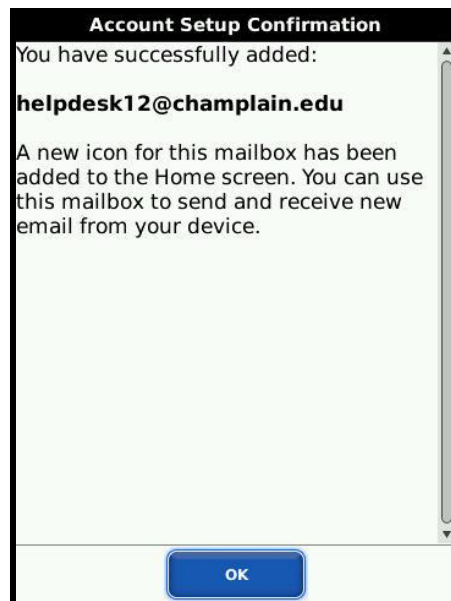 Account Setup Confirmation
You have successfully added:
helpdesk12@champlain.edu
A new icon for this mailbox has been
added to the Home screen. You can use
this mailbox to send and receive new
email from your device.
OK